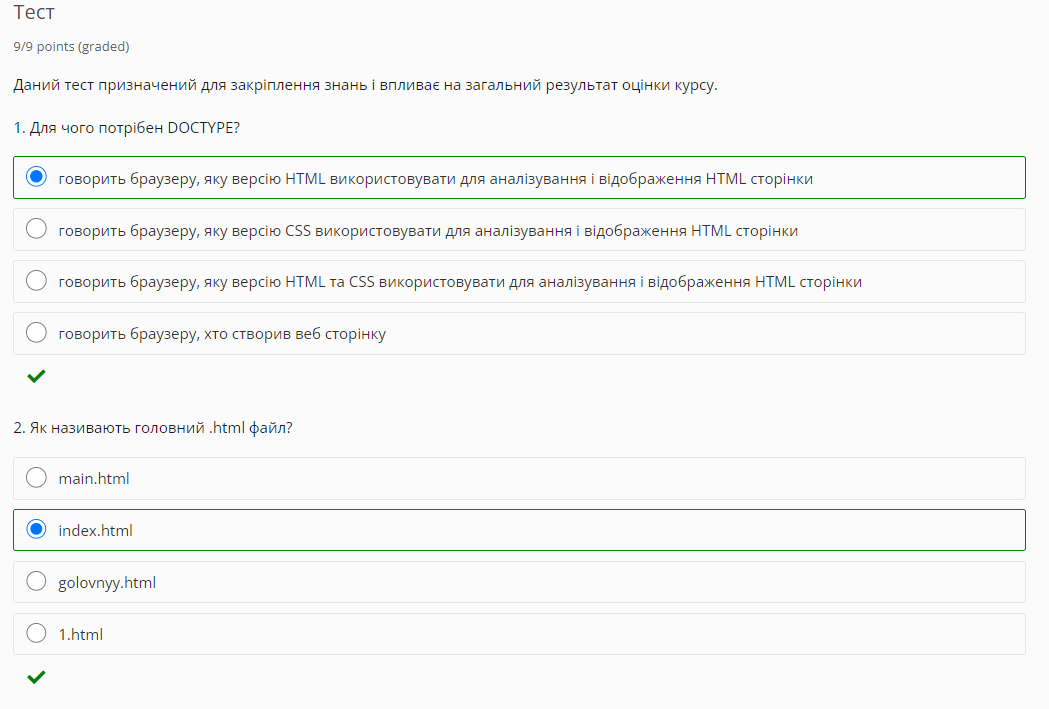 Тест
9/9 points (graded)
Даний тест призначений для закріплення знань і впливає на загальний результат оцінки курсу.
1. Для чого потрібен DOCTYPE?
говорить браузеру, яку версію HTML використовувати для аналізування і відображення HTML сторінки
говорить браузеру, яку версію CSS використовувати для аналізування і відображення HTML сторінки
говорить браузеру, яку версію HTML та CSS використовувати для аналізування і відображення HTML сторінки
говорить браузеру, хто створив веб сторінку
2. Як називають головний .html файл?
main.html
index.html
golovnyy.html
1.html